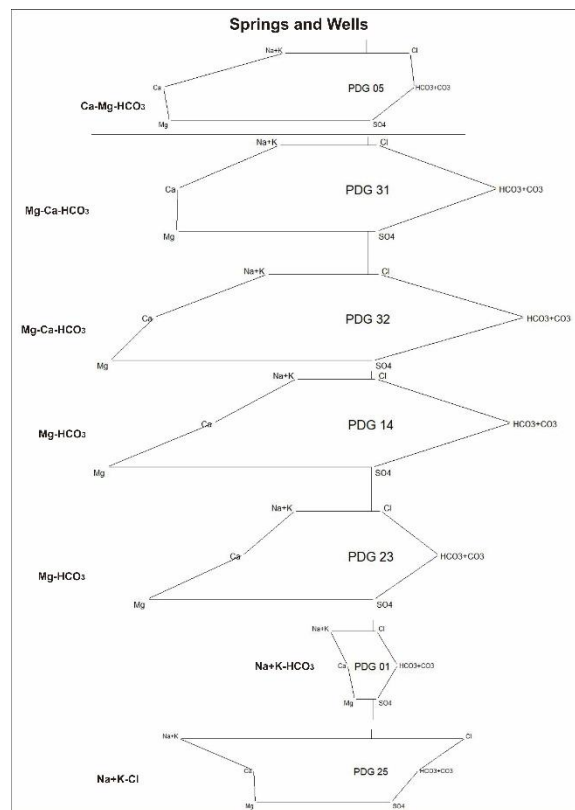 Springs and Wells
Na+K Cl
Ca PDG 05 HCO3+CO3
Ca-Mg-HCO₃
Mg SO4
Na+K Cl
Ca PDG 31 HCO3+CO3
Mg-Ca-HCO₃
Mg SO4
Na+K Cl
Ca PDG 32 HCO3+CO3
Mg-Ca-HCO₃
Mg SO4
Na+K Cl
Ca PDG 14 HCO3+CO3
Mg-HCO₃
Mg SO4
Na+K Cl
Ca PDG 23 HCO3+CO3
Mg-HCO₃
Mg SO4
Na+K Cl
Na+K-HCO₃ Ca PDG 01 HCO3+CO3
Mg SO4
Na+K Cl
Ca PDG 25 HCO3+CO3
Na+K-Cl
Mg SO4